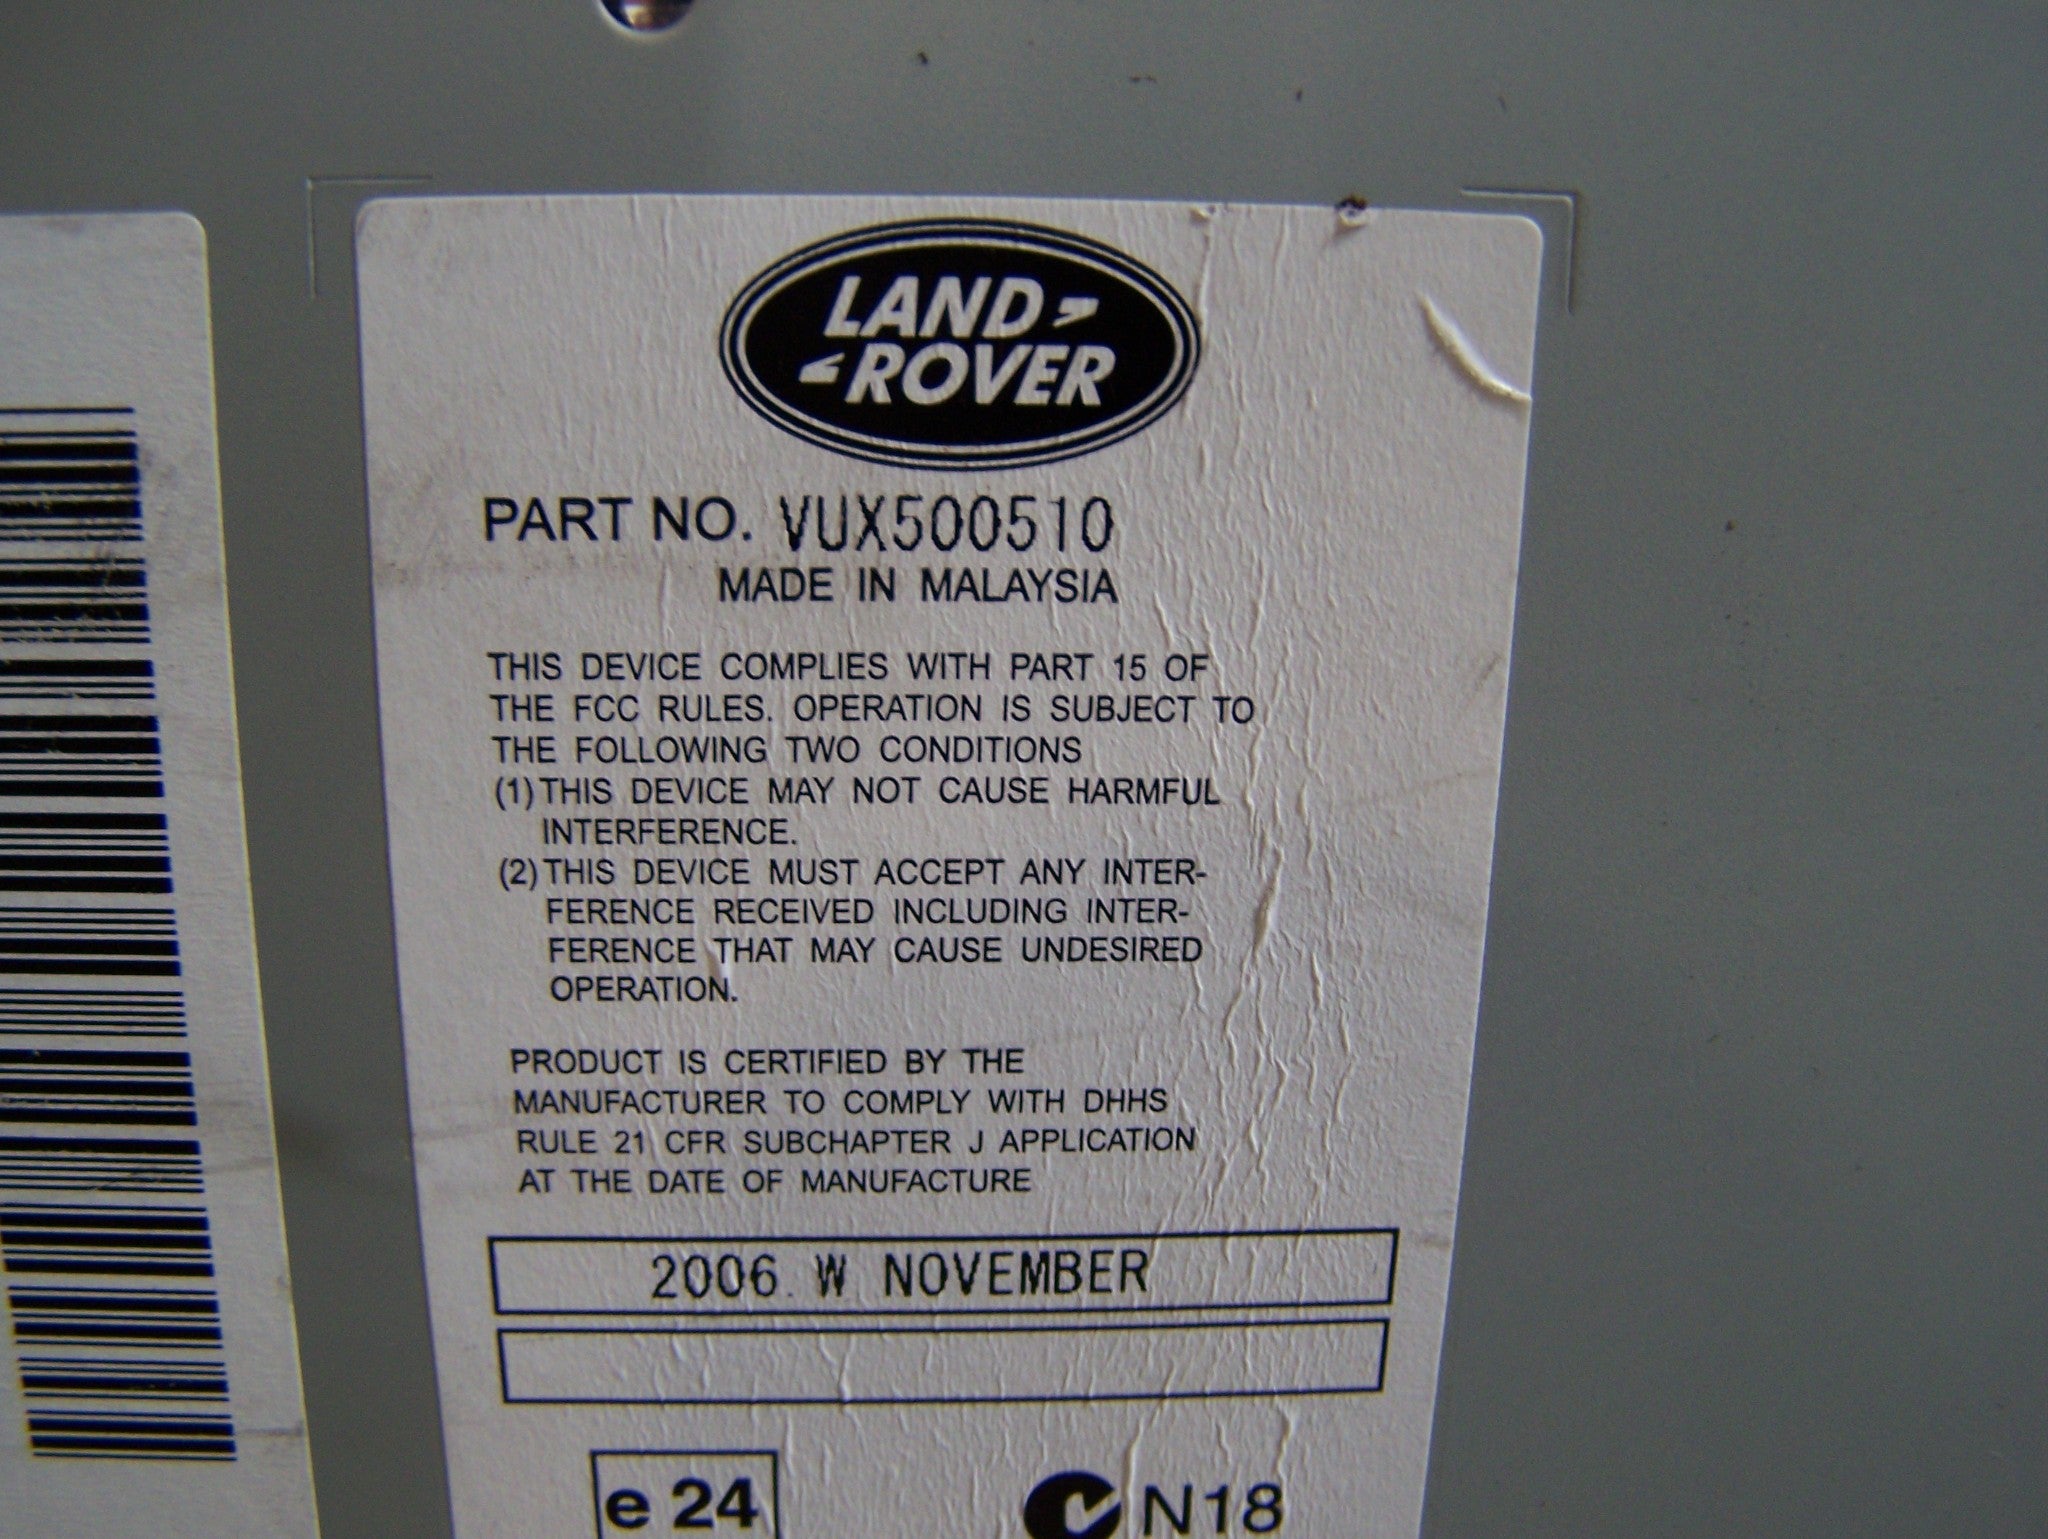 LAND
ROVER
PART NO. VUX500510
MADE IN MALAYSIA
THIS DEVICE COMPLIES WITH PART 15 OF
THE FCC RULES. OPERATION IS SUBJECT TO
THE FOLLOWING TWO CONDITIONS
(1) THIS DEVICE MAY NOT CAUSE HARMFUL
INTERFERENCE.
(2) THIS DEVICE MUST ACCEPT ANY INTER-
FERENCE RECEIVED INCLUDING INTER-
FERENCE THAT MAY CAUSE UNDESIRED
OPERATION.
PRODUCT IS CERTIFIED BY THE
MANUFACTURER TO COMPLY WITH DHHS
RULE 21 CFR SUBCHAPTER J APPLICATION
AT THE DATE OF MANUFACTURE
2006. W NOVEMBER
e 24
N18